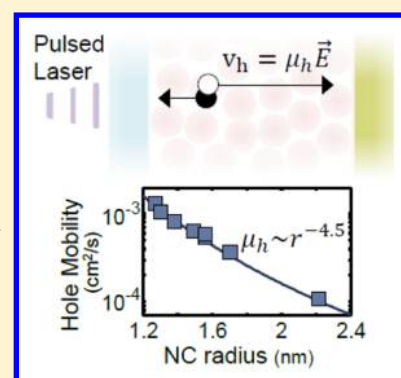 Pulsed
Laser
v_h = μ_h E⃗
Hole Mobility
(cm²/s)
10⁻³
10⁻⁴
μ_h~r⁻⁴·⁵
1.2 1.6 2 2.4
NC radius (nm)